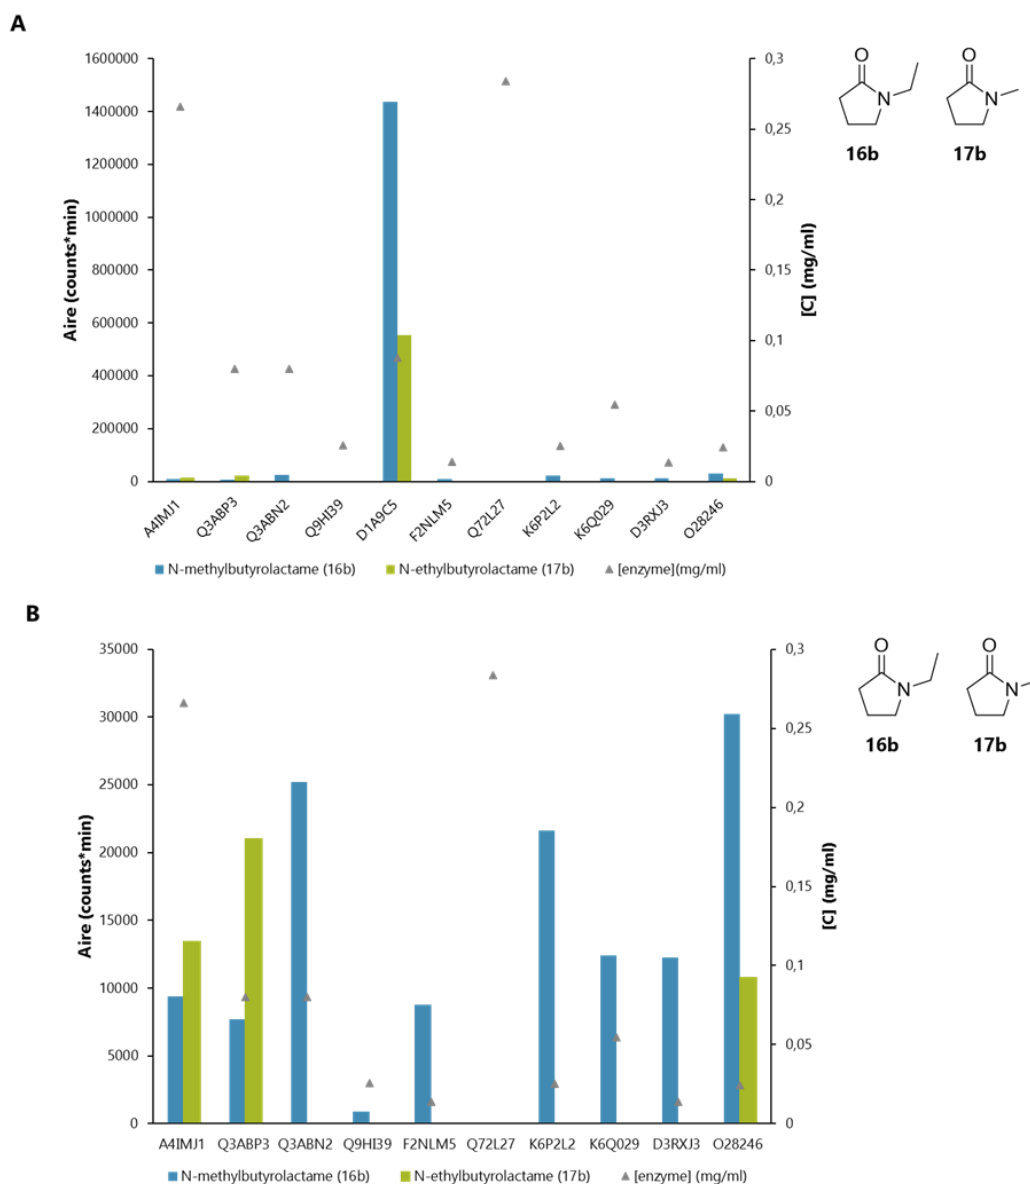 A
1600000
1400000
1200000
1000000
800000
600000
400000
200000
0
Aire (counts*min)
0,3
0,25
0,2
0,15
0,1
0,05
0
[C] (mg/ml)
A4IMJ1 Q3ABP3 Q3ABN2 Q9HI39 D1A9C5 F2NLM5 Q72L27 K6P2L2 K6Q029 D3RXJ3 O28246
N-methylbutyrolactame (16b) N-ethylbutyrolactame (17b) [enzyme](mg/ml)
O O
N N
16b 17b
B
35000
30000
25000
20000
15000
10000
5000
0
Aire (counts*min)
0,3
0,25
0,2
0,15
0,1
0,05
0
[C] (mg/ml)
A4IMJ1 Q3ABP3 Q3ABN2 Q9HI39 F2NLM5 Q72L27 K6P2L2 K6Q029 D3RXJ3 O28246
N-methylbutyrolactame (16b) N-ethylbutyrolactame (17b) [enzyme] (mg/ml)
O O
N N
16b 17b